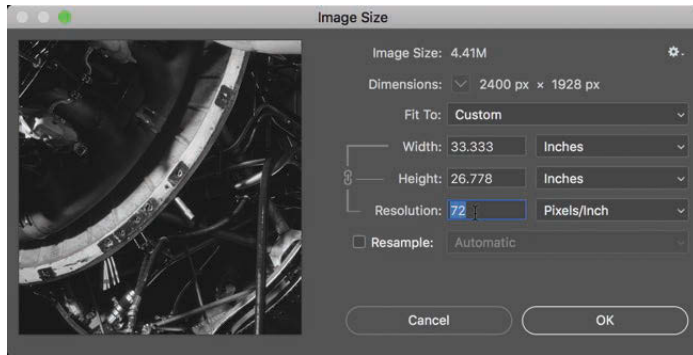 Image Size
Image Size: 4.41M
Dimensions: 2400 px × 1928 px
Fit To: Custom
Width: 33.333 Inches
Height: 26.778 Inches
Resolution: 72 Pixels/Inch
Resample: Automatic
Cancel OK